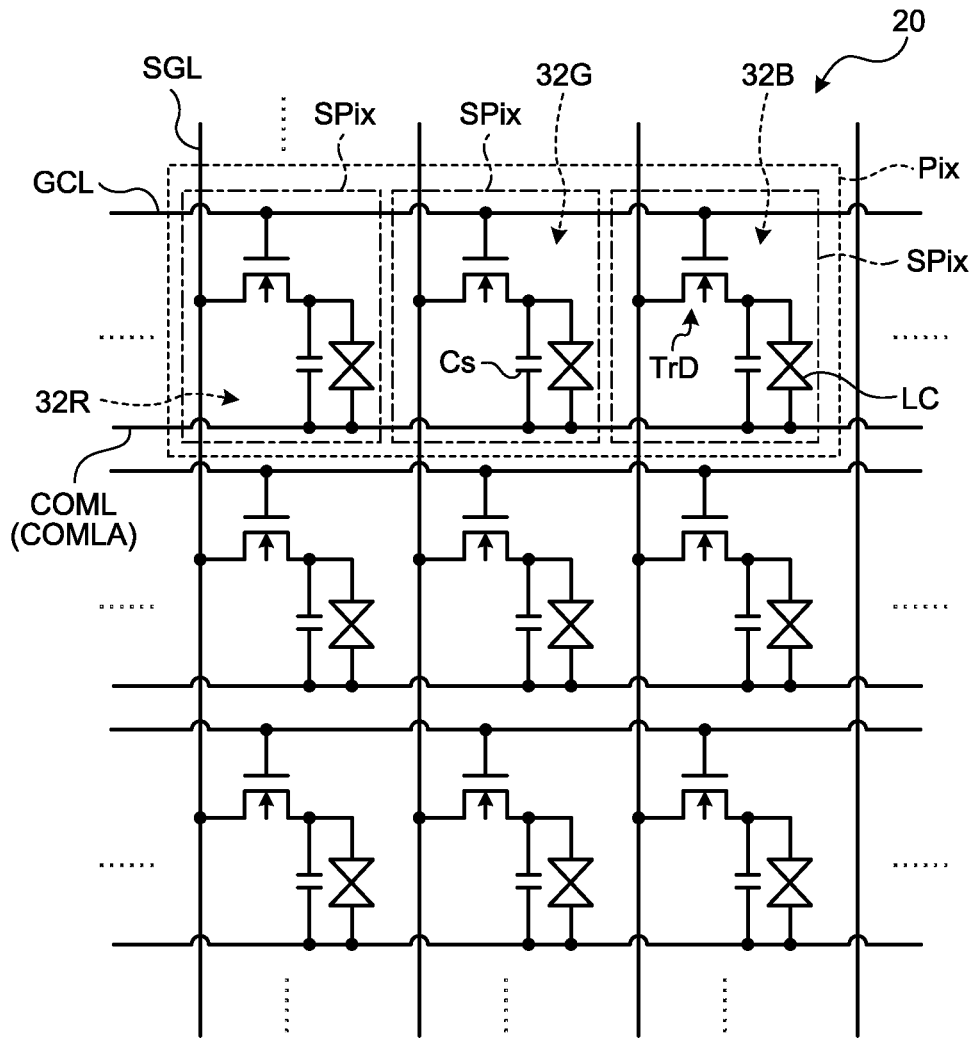 20
SGL
32G
32B
SPix
SPix
Pix
GCL
SPix
Cs
TrD
32R
LC
COML
(COMLA)